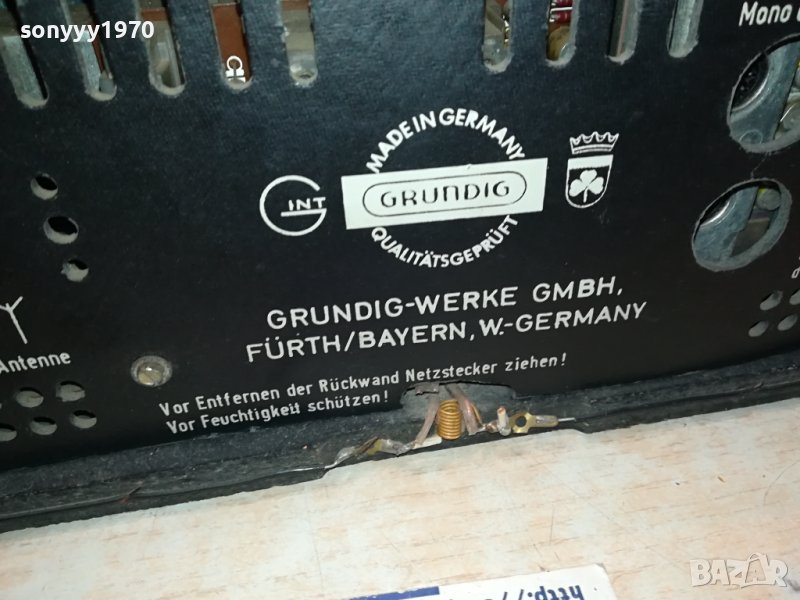 sonyyy1970
Mono
MADE IN GERMANY
GRUNDIG
QUALITÄTSGEPRÜFT
G INT
GRUNDIG-WERKE GMBH,
FÜRTH/BAYERN, W.-GERMANY
Antenne
Vor Entfernen der Rückwand Netzstecker ziehen!
Vor Feuchtigkeit schützen!
http://
BAZAR